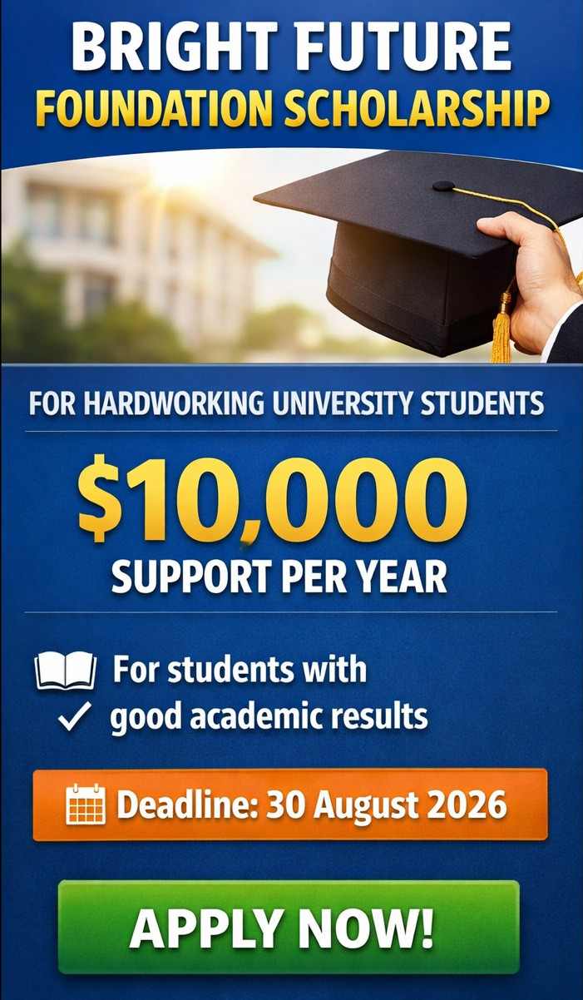 BRIGHT FUTURE
FOUNDATION SCHOLARSHIP
FOR HARDWORKING UNIVERSITY STUDENTS
$10,000
SUPPORT PER YEAR
For students with
good academic results
Deadline: 30 August 2026
APPLY NOW!